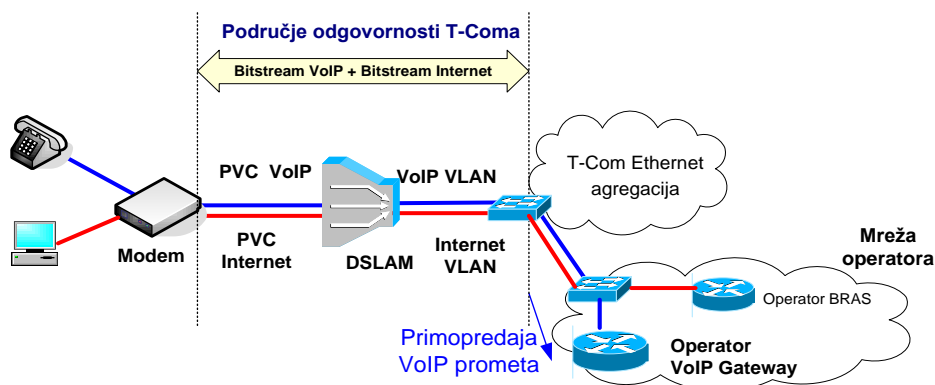 Područje odgovornosti T-Coma
Bitstream VoIP + Bitstream Internet
T-Com Ethernet
agregacija
PVC VoIP
VoIP VLAN
Modem
PVC
Internet
DSLAM
Internet
VLAN
Mreža
operatora
Operator BRAS
Primopredaja
VoIP prometa
Operator
VoIP Gateway